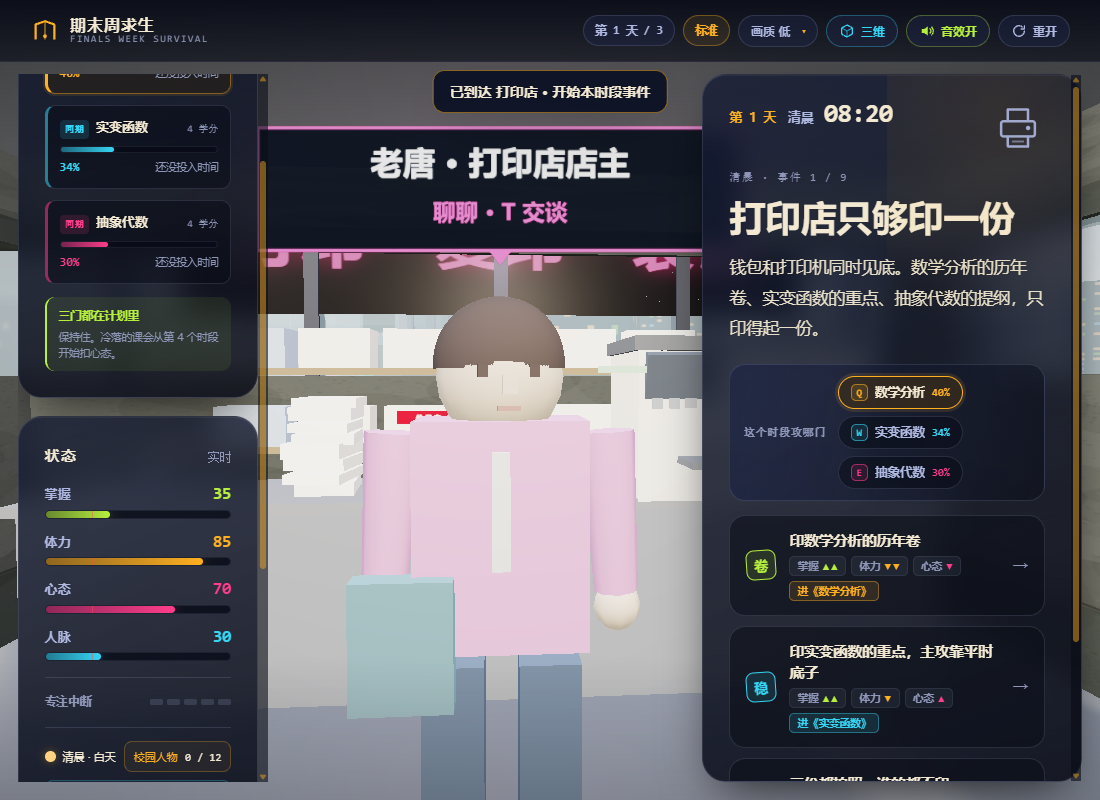 期末周求生
FINALS WEEK SURVIVAL
第 1 天 / 3
标准
画质 低
三维
音效开
重开
已到达 打印店 • 开始本时段事件
40%
还没投入时间
同期 实变函数 4 学分
34% 还没投入时间
同期 抽象代数 4 学分
30% 还没投入时间
三门都在计划里
保持住。冷落的课会从第 4 个时段
开始扣心态。
状态 实时
掌握 35
体力 85
心态 70
人脉 30
专注中断
清晨 · 白天
校园人物 0 / 12
老唐 • 打印店店主
聊聊 • T 交谈
第 1 天 清晨 08:20
清晨 · 事件 1 / 9
打印店只够印一份
钱包和打印机同时见底。数学分析的历年
卷、实变函数的重点、抽象代数的提纲，只
印得起一份。
这个时段攻哪门
Q 数学分析 40%
W 实变函数 34%
E 抽象代数 30%
卷
印数学分析的历年卷
掌握 ▲▲ 体力 ▼▼ 心态 ▼
进《数学分析》
→
稳
印实变函数的重点，主攻靠平时
底子
掌握 ▲▲ 体力 ▼ 心态 ▲
进《实变函数》
→